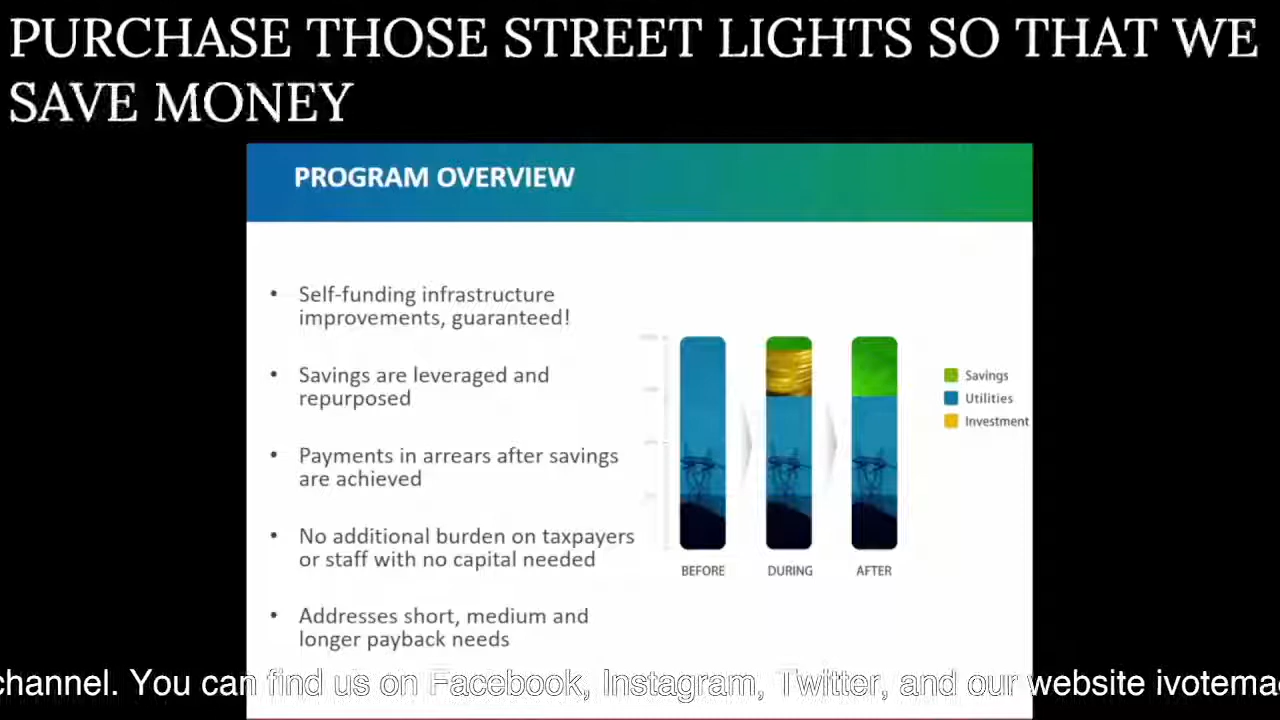 PURCHASE THOSE STREET LIGHTS SO THAT WE
SAVE MONEY
PROGRAM OVERVIEW
• Self-funding infrastructure
improvements, guaranteed!
• Savings are leveraged and
repurposed
• Payments in arrears after savings
are achieved
• No additional burden on taxpayers
or staff with no capital needed
• Addresses short, medium and
longer payback needs
BEFORE
DURING
AFTER
Savings
Utilities
Investment
channel. You can find us on Facebook, Instagram, Twitter, and our website ivotema